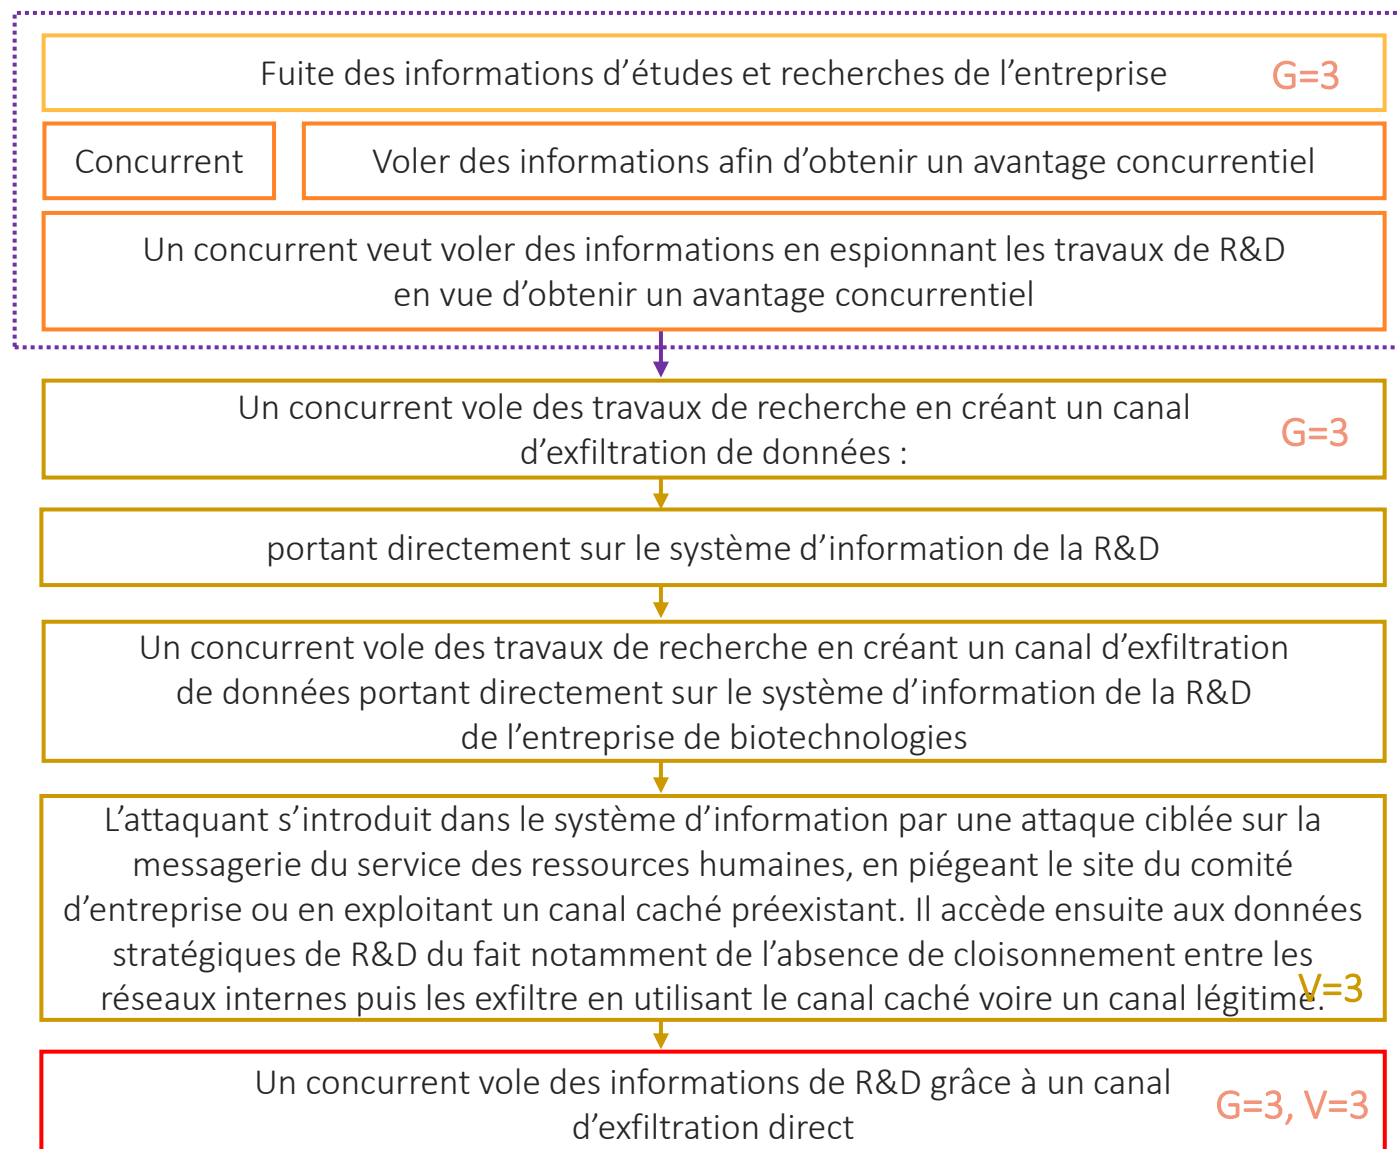 Fuite des informations d’études et recherches de l’entreprise
G=3
Concurrent
Voler des informations afin d’obtenir un avantage concurrentiel
Un concurrent veut voler des informations en espionnant les travaux de R&D
en vue d’obtenir un avantage concurrentiel
Un concurrent vole des travaux de recherche en créant un canal
d’exfiltration de données :
G=3
portant directement sur le système d’information de la R&D
Un concurrent vole des travaux de recherche en créant un canal d’exfiltration
de données portant directement sur le système d’information de la R&D
de l’entreprise de biotechnologies
L’attaquant s’introduit dans le système d’information par une attaque ciblée sur la
messagerie du service des ressources humaines, en piégeant le site du comité
d’entreprise ou en exploitant un canal caché préexistant. Il accède ensuite aux données
stratégiques de R&D du fait notamment de l’absence de cloisonnement entre les
réseaux internes puis les exfiltre en utilisant le canal caché voire un canal légitime.
V=3
Un concurrent vole des informations de R&D grâce à un canal
d’exfiltration direct
G=3, V=3